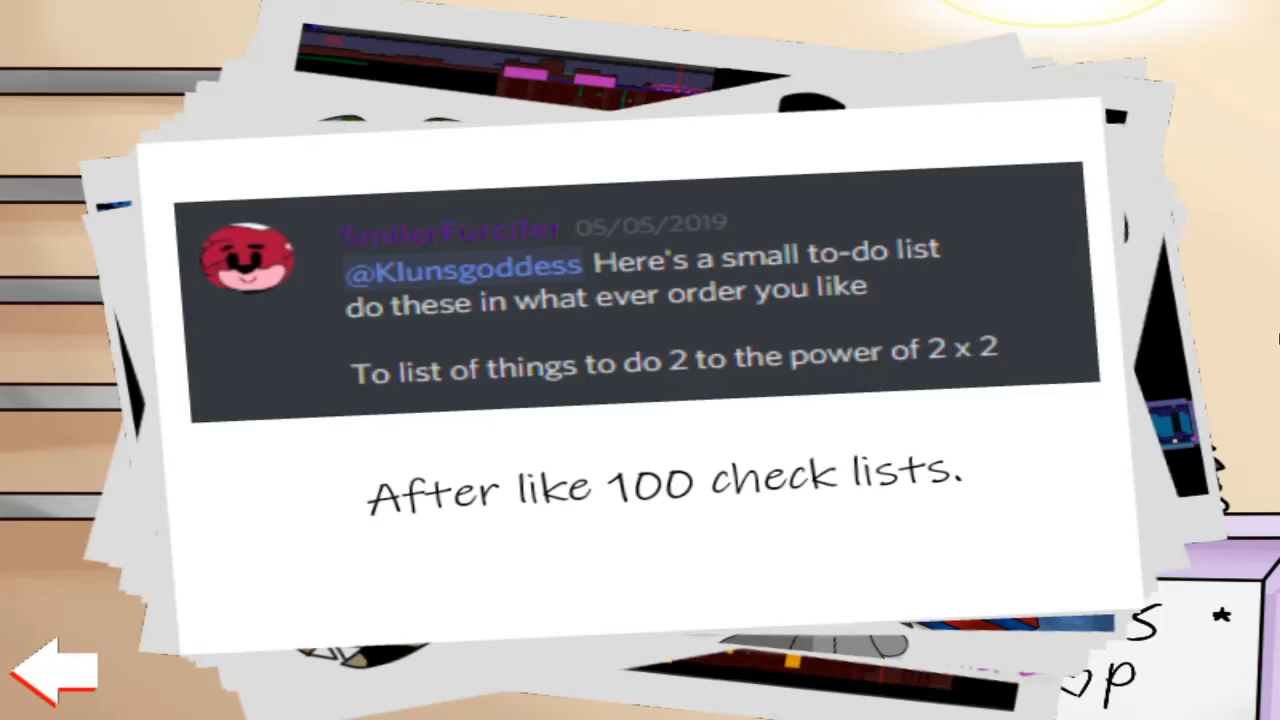 SmilerFurcifer 05/05/2019
@Klunsgoddess Here's a small to-do list
do these in what ever order you like
To list of things to do 2 to the power of 2 x 2
After like 100 check lists.
s *
op